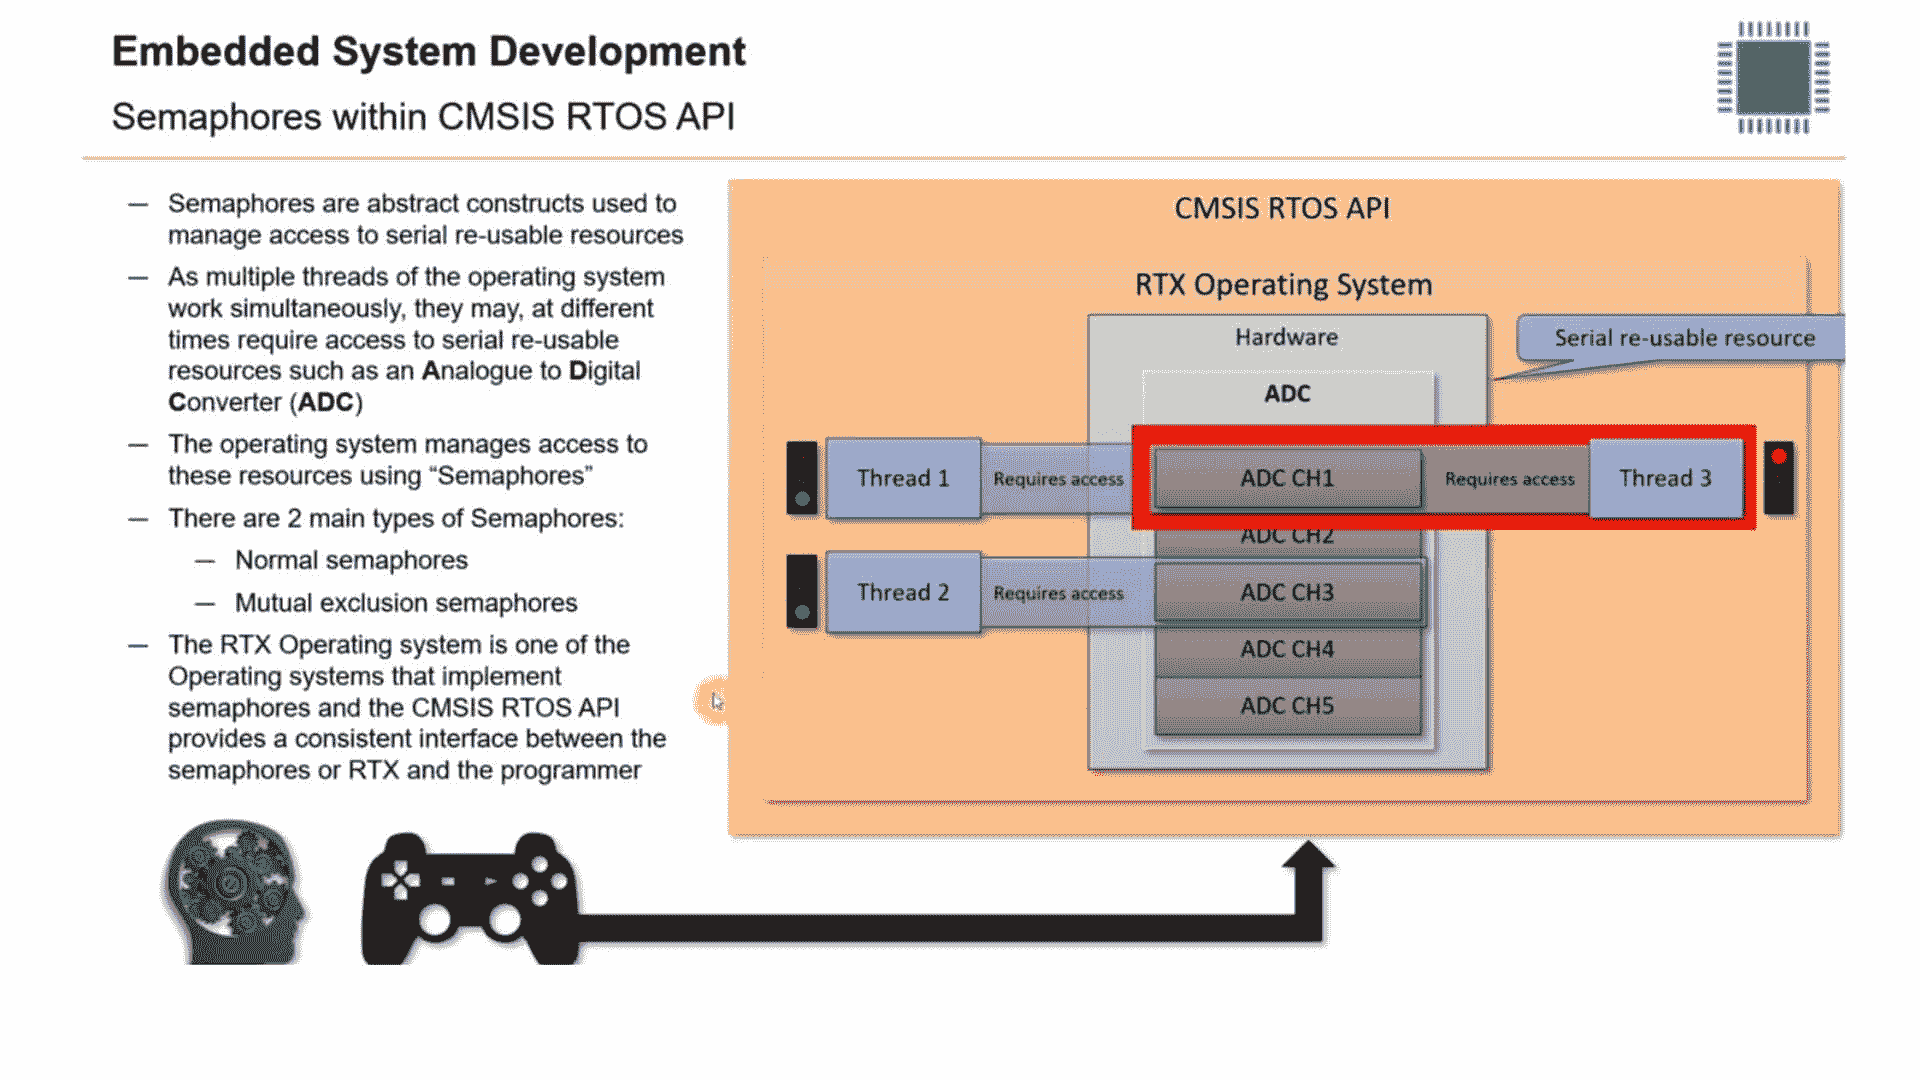 Embedded System Development
Semaphores within CMSIS RTOS API
— Semaphores are abstract constructs used to
manage access to serial re-usable resources
— As multiple threads of the operating system
work simultaneously, they may, at different
times require access to serial re-usable
resources such as an Analogue to Digital
Converter (ADC)
— The operating system manages access to
these resources using “Semaphores”
— There are 2 main types of Semaphores:
— Normal semaphores
— Mutual exclusion semaphores
— The RTX Operating system is one of the
Operating systems that implement
semaphores and the CMSIS RTOS API
provides a consistent interface between the
semaphores or RTX and the programmer
CMSIS RTOS API
RTX Operating System
Hardware
Serial re-usable resource
ADC
Thread 1
Requires access
ADC CH1
Requires access
Thread 3
ADC CH2
Thread 2
Requires access
ADC CH3
ADC CH4
ADC CH5